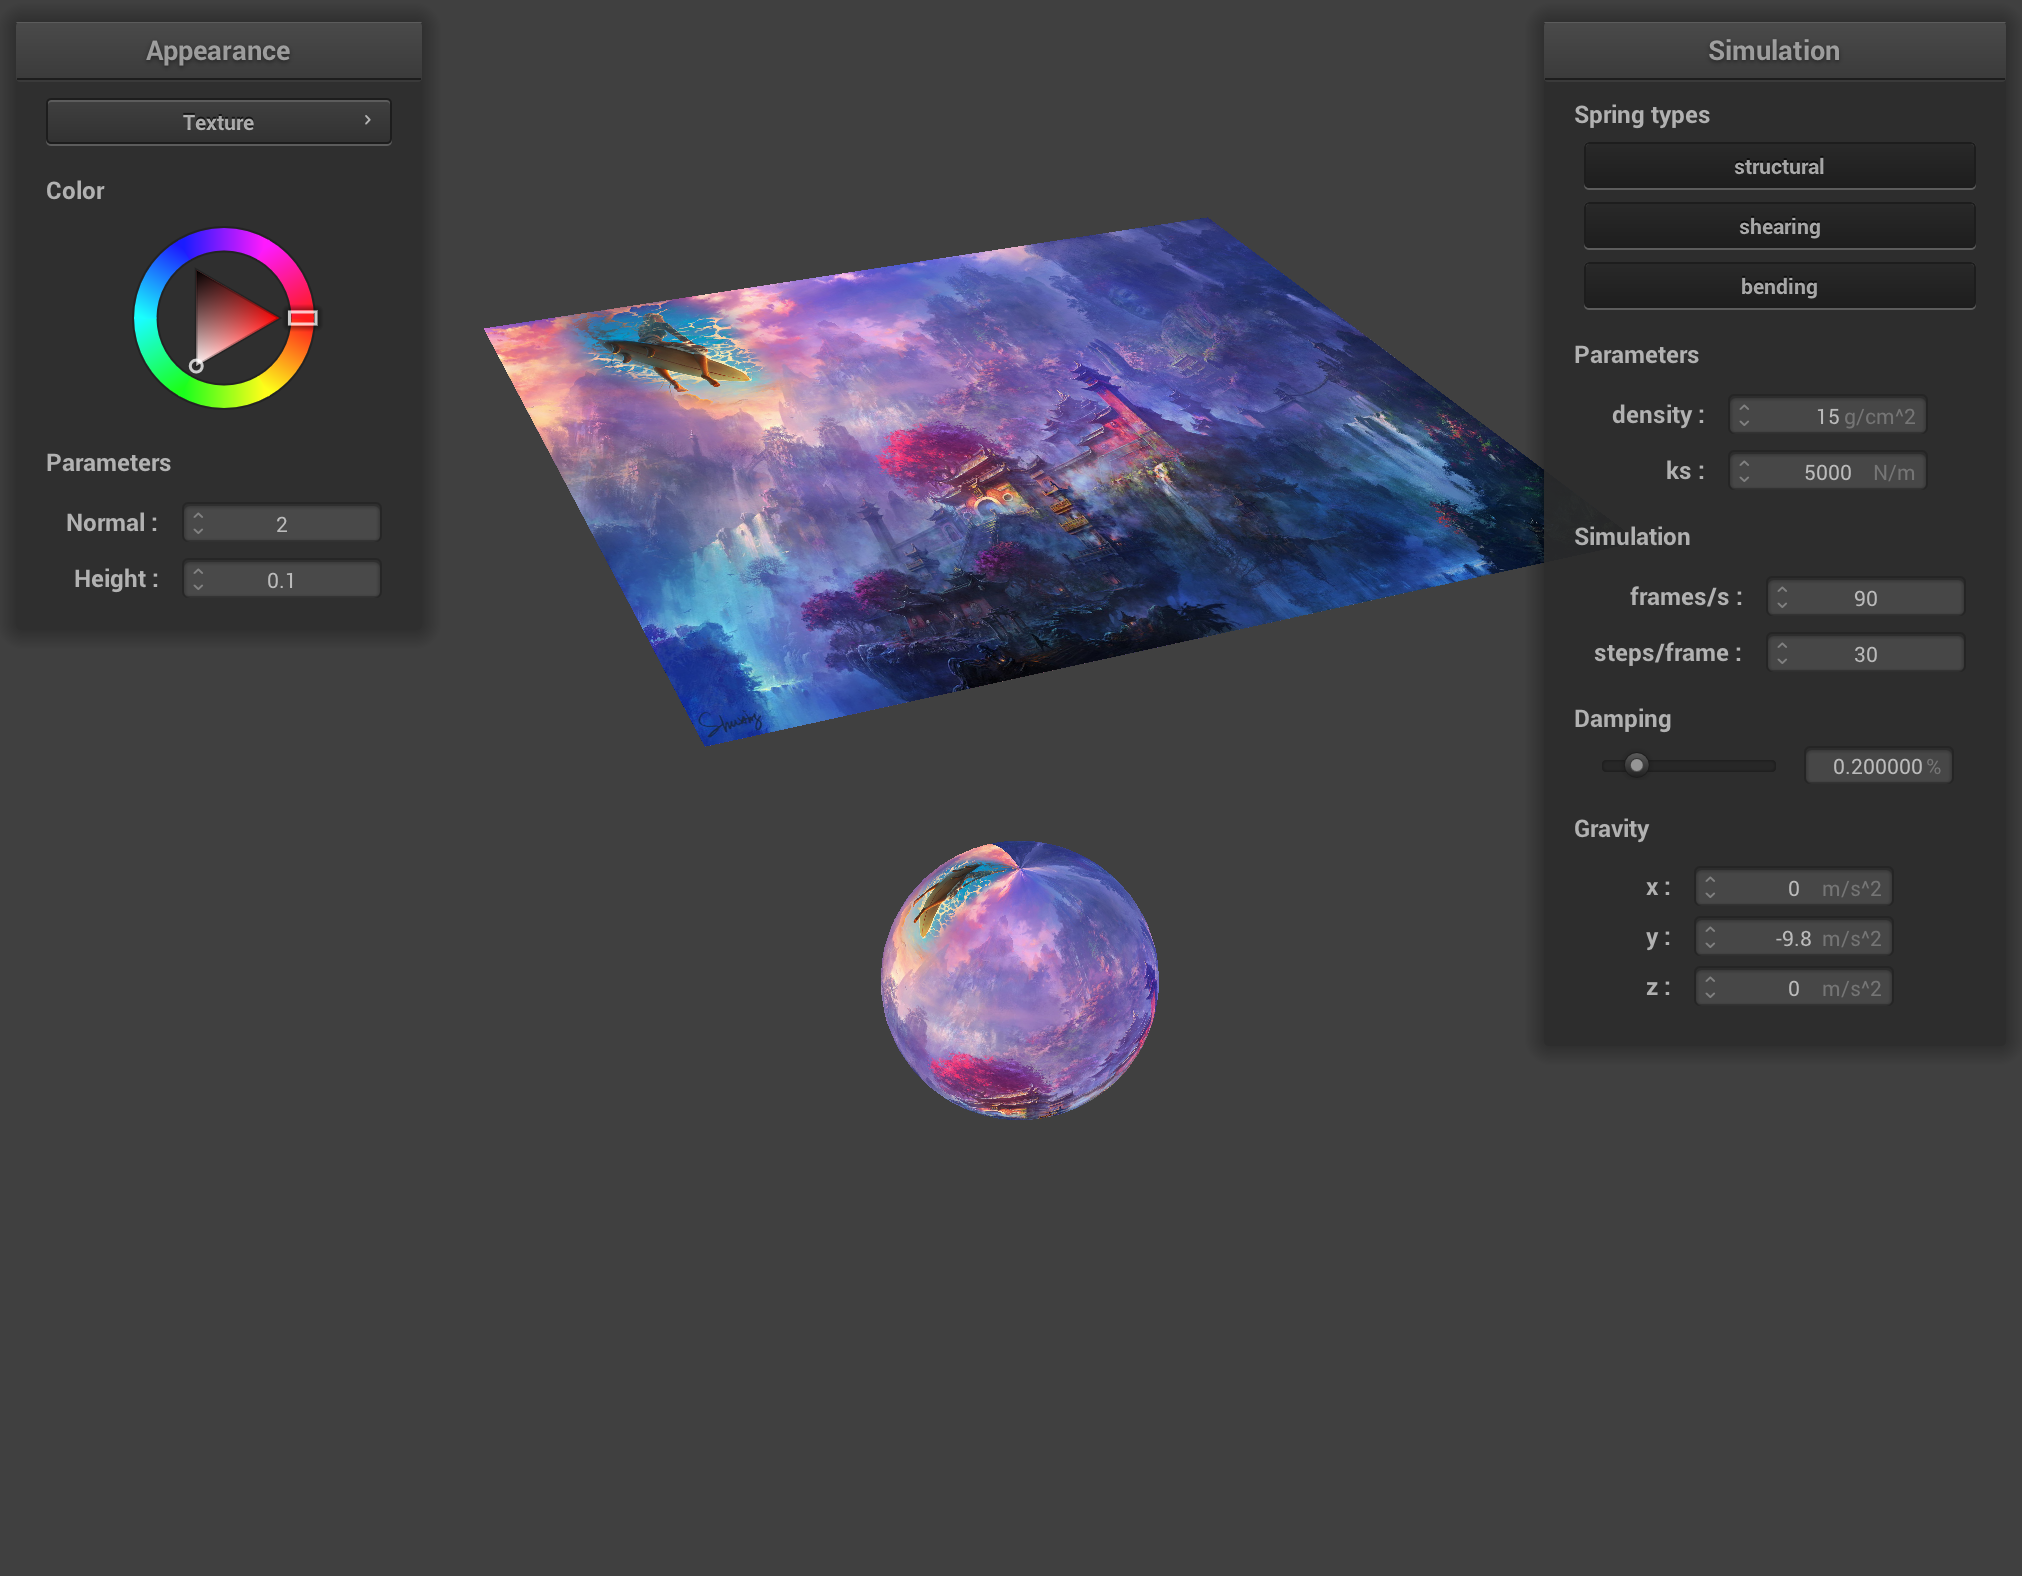 Appearance
Texture
Color
Parameters
Normal : 2
Height : 0.1
Simulation
Spring types
structural
shearing
bending
Parameters
density : 15 g/cm^2
ks : 5000 N/m
Simulation
frames/s : 90
steps/frame : 30
Damping
0.200000 %
Gravity
x : 0 m/s^2
y : -9.8 m/s^2
z : 0 m/s^2